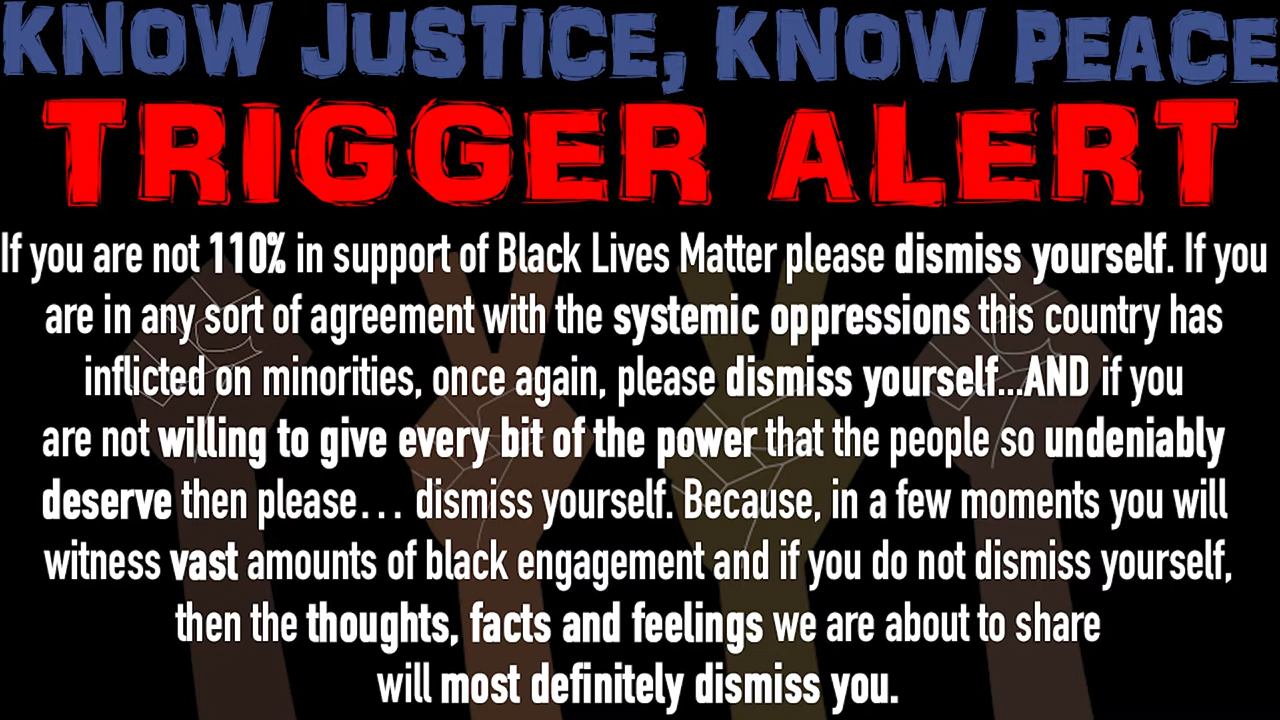 KNOW JUSTICE, KNOW PEACE
TRIGGER ALERT
If you are not 110% in support of Black Lives Matter please dismiss yourself. If you
are in any sort of agreement with the systemic oppressions this country has
inflicted on minorities, once again, please dismiss yourself...AND if you
are not willing to give every bit of the power that the people so undeniably
deserve then please... dismiss yourself. Because, in a few moments you will
witness vast amounts of black engagement and if you do not dismiss yourself,
then the thoughts, facts and feelings we are about to share
will most definitely dismiss you.